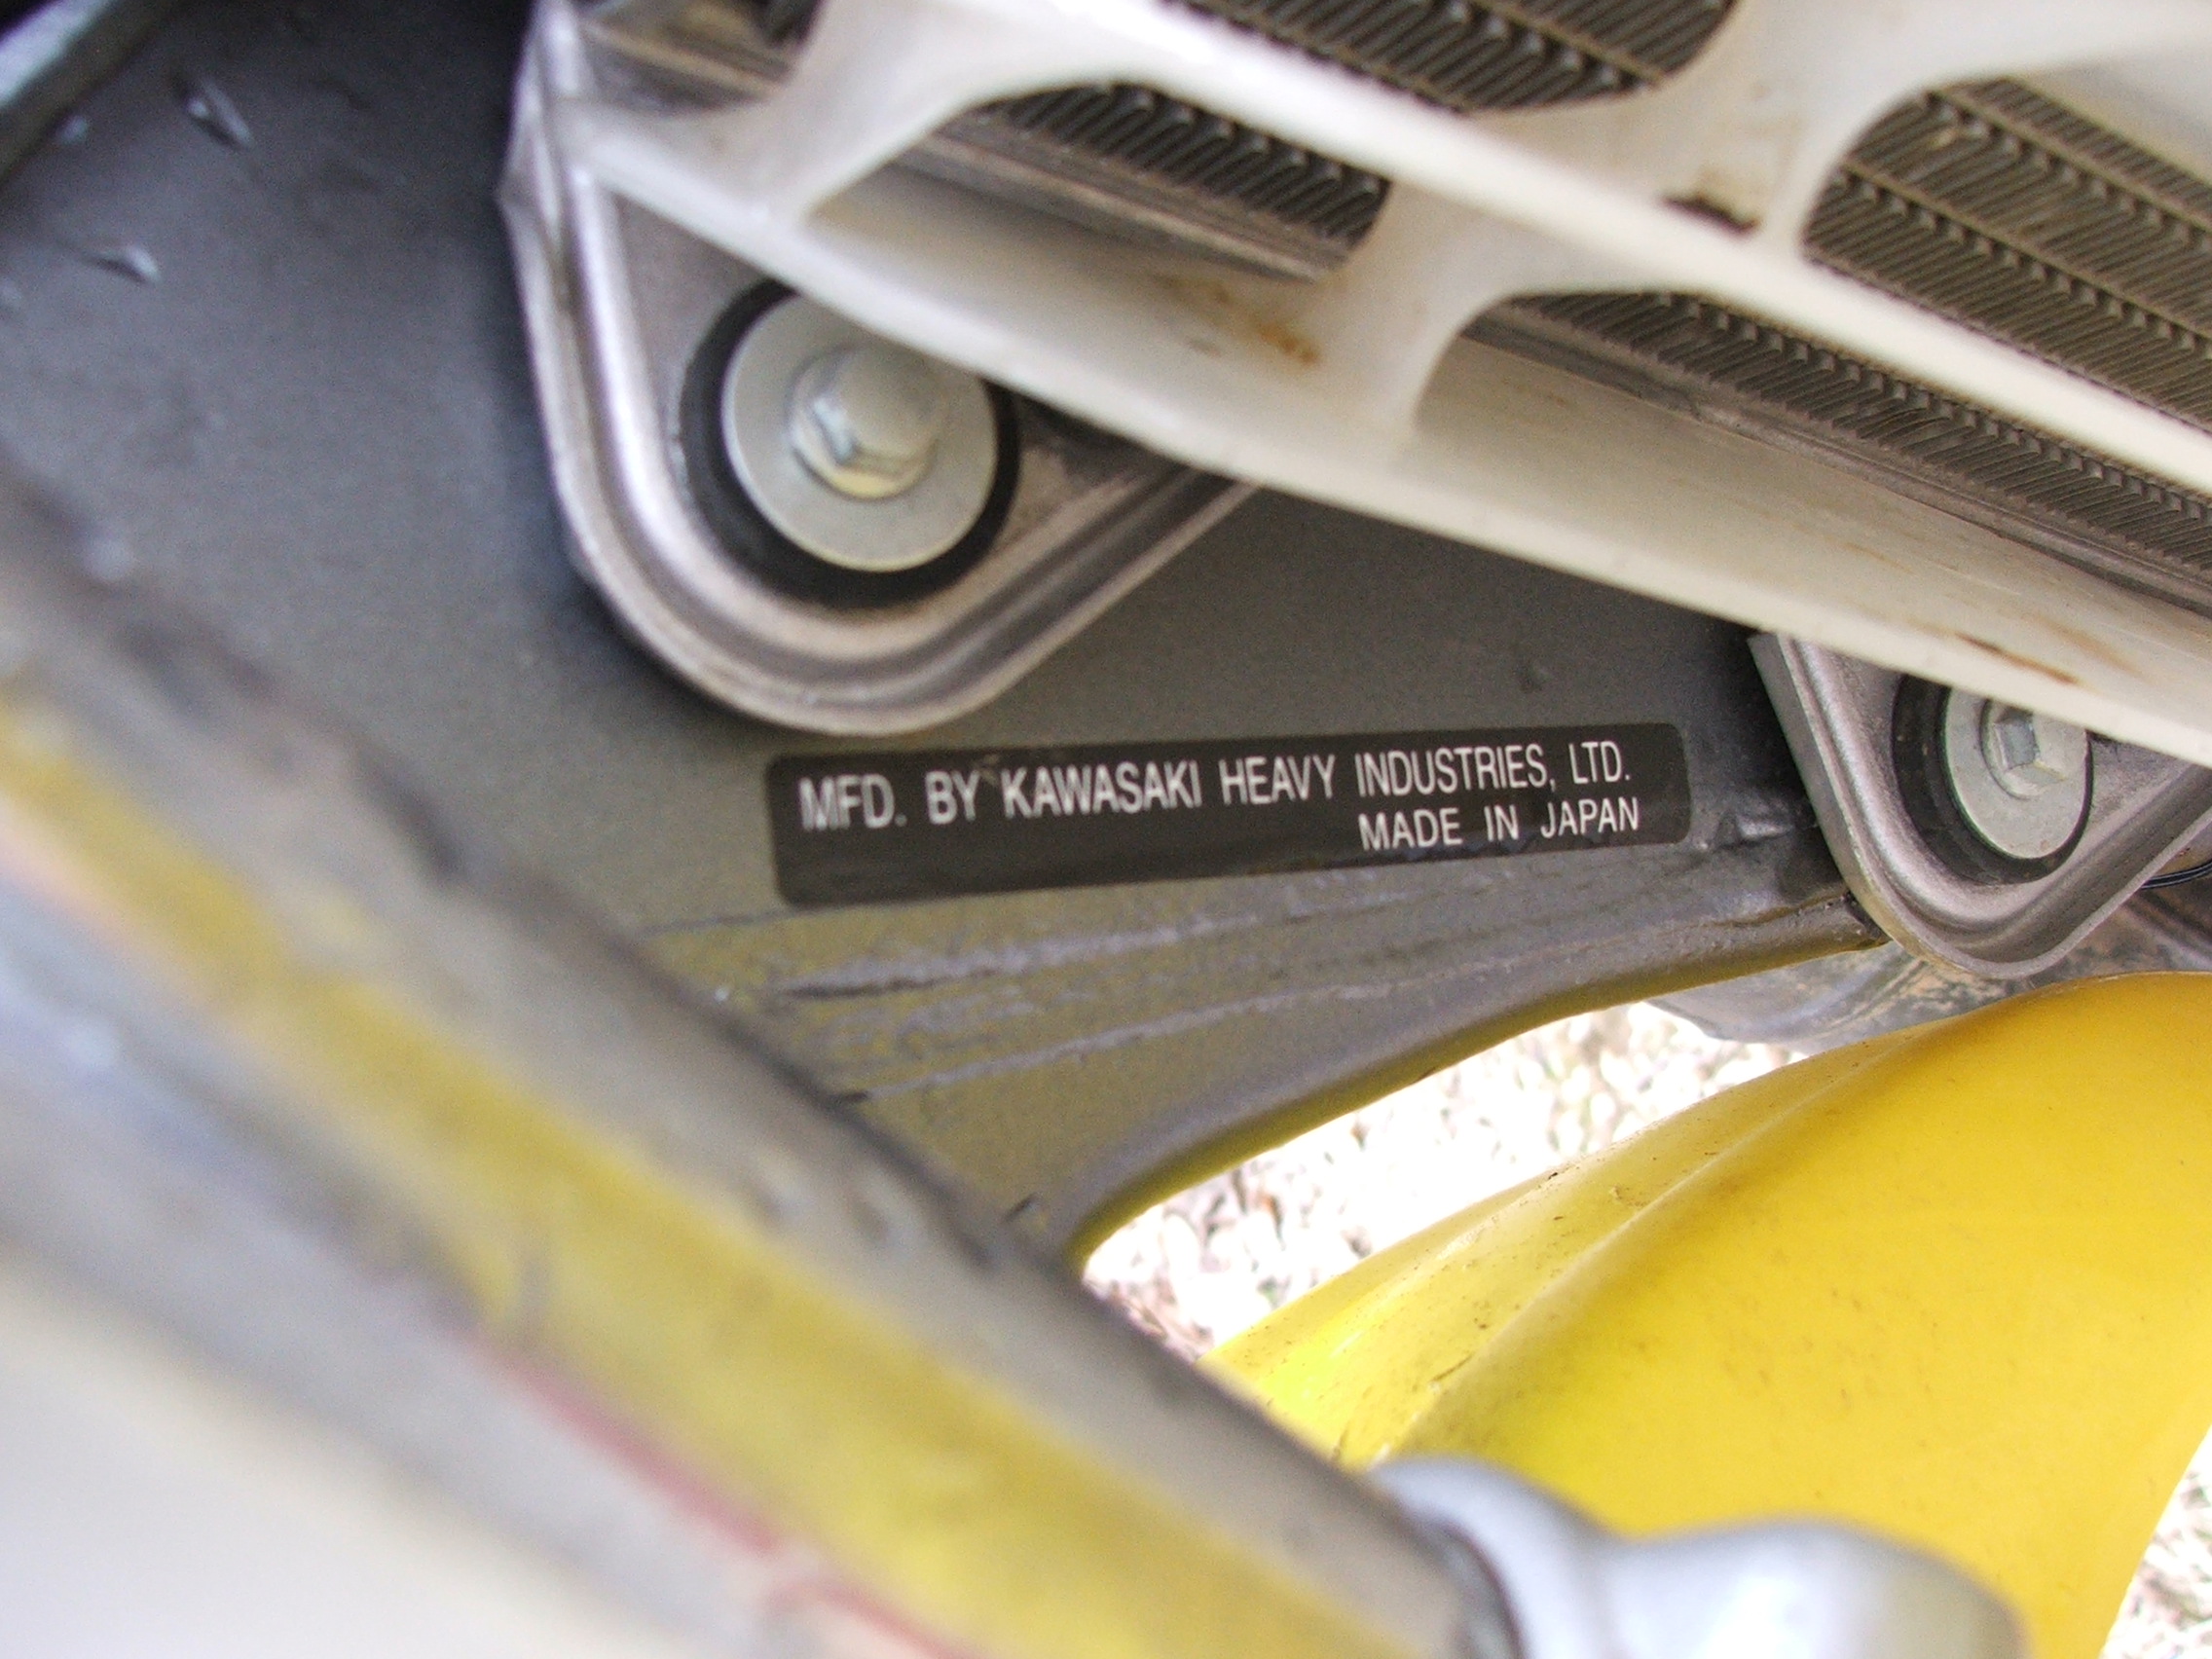 MFD. BY KAWASAKI HEAVY INDUSTRIES, LTD.
MADE IN JAPAN